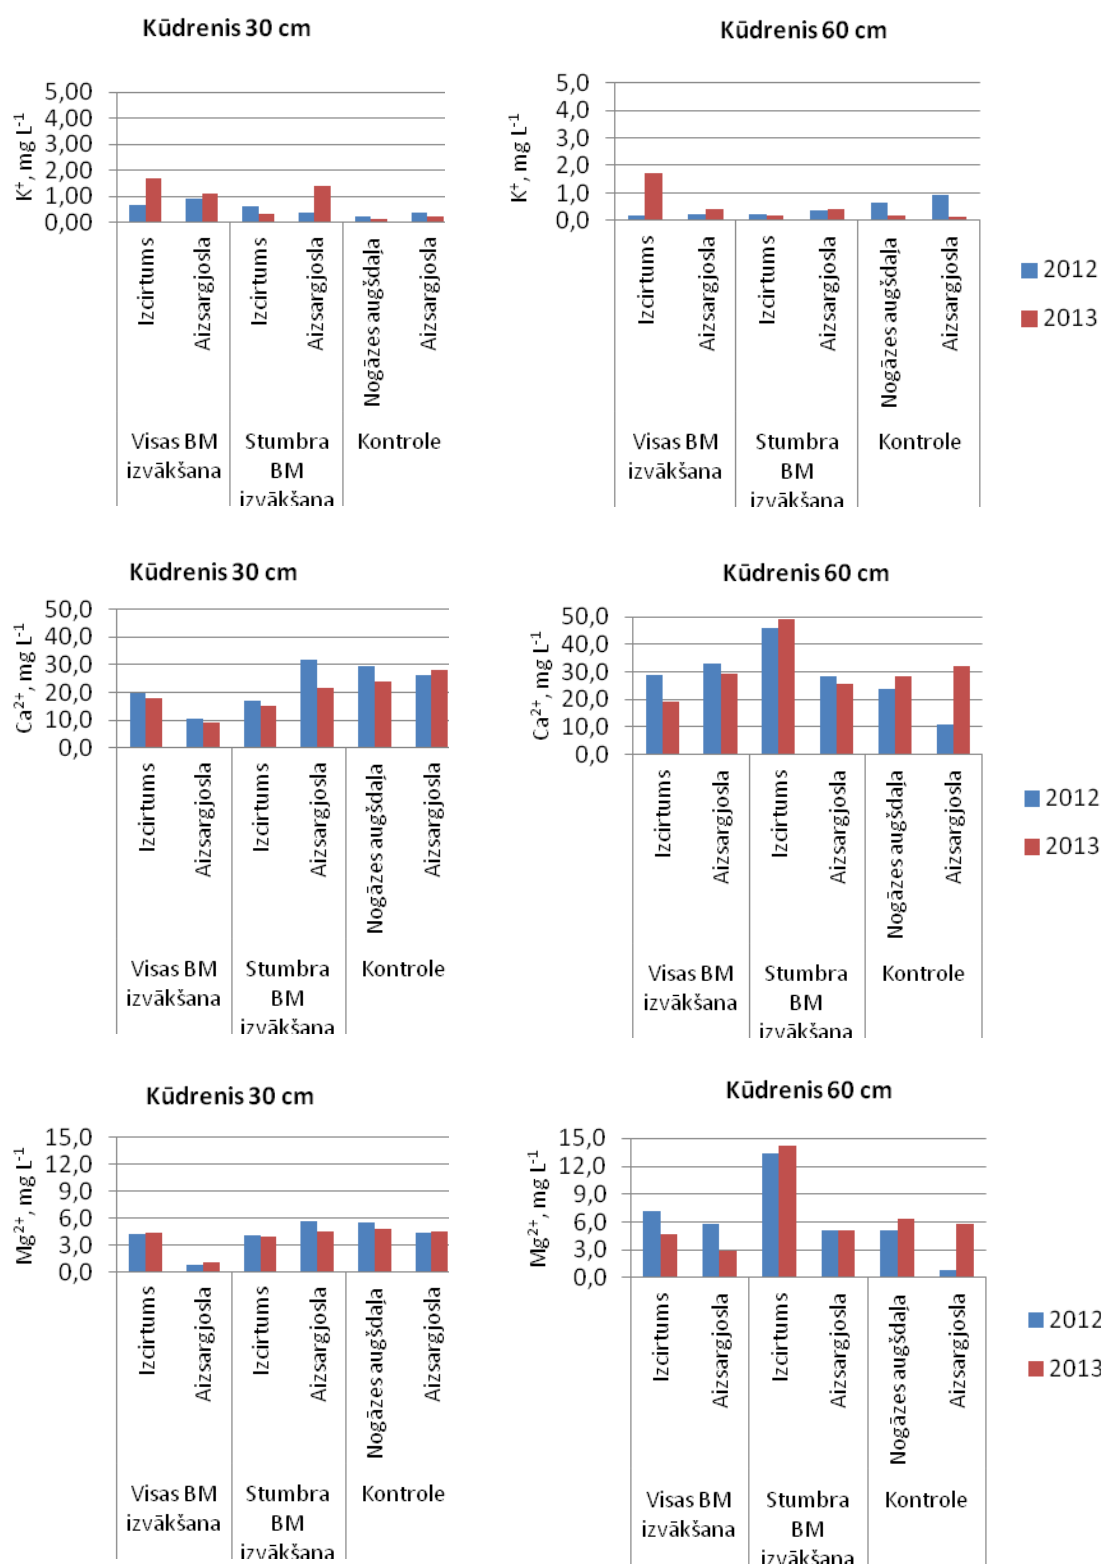 Kūdrenis 30 cm
K⁺, mg L⁻¹
5,00
4,00
3,00
2,00
1,00
0,00
Izcirtums
Aizsargjosla
Izcirtums
Aizsargjosla
Nogāzes augšdaļa
Aizsargjosla
Visas BM
izvākšana
Stumbra
BM
izvākšana
Kontrole
Kūdrenis 60 cm
K⁺, mg L⁻¹
5,0
4,0
3,0
2,0
1,0
0,0
Izcirtums
Aizsargjosla
Izcirtums
Aizsargjosla
Nogāzes augšdaļa
Aizsargjosla
Visas BM
izvākšana
Stumbra
BM
izvākšana
Kontrole
2012
2013
Kūdrenis 30 cm
Ca²⁺, mg L⁻¹
50,0
40,0
30,0
20,0
10,0
0,0
Izcirtums
Aizsargjosla
Izcirtums
Aizsargjosla
Nogāzes augšdaļa
Aizsargjosla
Visas BM
izvākšana
Stumbra
BM
izvākšana
Kontrole
Kūdrenis 60 cm
Ca²⁺, mg L⁻¹
50,0
40,0
30,0
20,0
10,0
0,0
Izcirtums
Aizsargjosla
Izcirtums
Aizsargjosla
Nogāzes augšdaļa
Aizsargjosla
Visas BM
izvākšana
Stumbra
BM
izvākšana
Kontrole
2012
2013
Kūdrenis 30 cm
Mg²⁺, mg L⁻¹
15,0
12,0
9,0
6,0
3,0
0,0
Izcirtums
Aizsargjosla
Izcirtums
Aizsargjosla
Nogāzes augšdaļa
Aizsargjosla
Visas BM
izvākšana
Stumbra
BM
izvākšana
Kontrole
Kūdrenis 60 cm
Mg²⁺, mg L⁻¹
15,0
12,0
9,0
6,0
3,0
0,0
Izcirtums
Aizsargjosla
Izcirtums
Aizsargjosla
Nogāzes augšdaļa
Aizsargjosla
Visas BM
izvākšana
Stumbra
BM
izvākšana
Kontrole
2012
2013